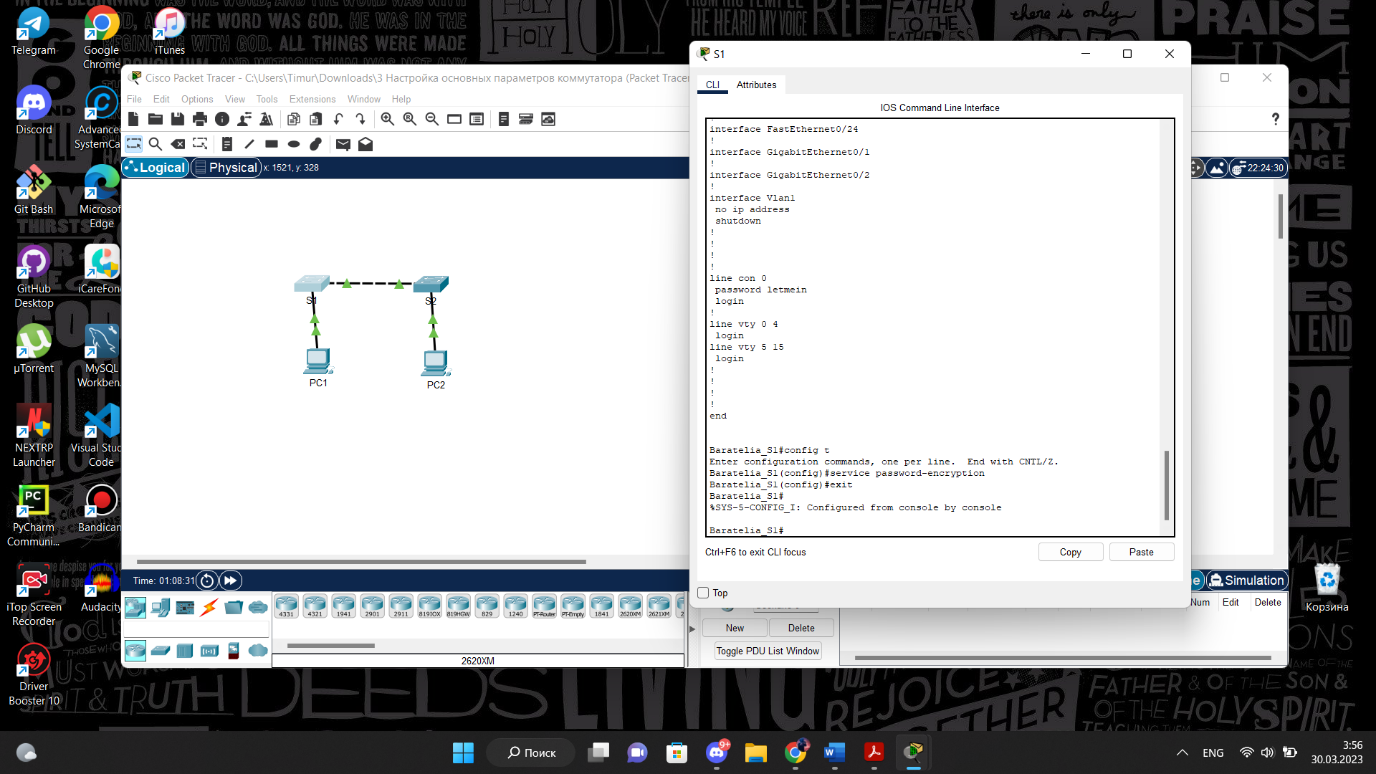 Telegram
Google
Chrome
iTunes
Discord
Advanced
SystemCa...
Git Bash
Microsoft
Edge
GitHub
Desktop
iCareFone
µTorrent
MySQL
Workben...
NEXTRP
Launcher
Visual Stud
Code
PyCharm
Communi...
Bandicam
iTop Screen
Recorder
Audacity
Driver
Booster 10
Корзина
Cisco Packet Tracer - C:\Users\Timur\Downloads\3 Настройка основных параметров коммутатора (Packet Tracer
File Edit Options View Tools Extensions Window Help
Logical Physical x: 1521, y: 328
22:24:30
S1
S2
PC1
PC2
Time: 01:08:31
Simulation
4331 4321 1941 2901 2911 819IOX 819HGW 829 1240 PT-Router PT-Empty 1841 2620XM 2621XM
2620XM
New
Delete
Toggle PDU List Window
Num Edit Delete
S1
CLI Attributes
IOS Command Line Interface
interface FastEthernet0/24
!
interface GigabitEthernet0/1
!
interface GigabitEthernet0/2
!
interface Vlan1
no ip address
shutdown
!
!
!
!
line con 0
password letmein
login
!
line vty 0 4
login
line vty 5 15
login
!
!
!
!
end
Baratelia_S1#config t
Enter configuration commands, one per line. End with CNTL/Z.
Baratelia_S1(config)#service password-encryption
Baratelia_S1(config)#exit
Baratelia_S1#
%SYS-5-CONFIG_I: Configured from console by console
Baratelia_S1#
Ctrl+F6 to exit CLI focus
Copy
Paste
Top
Поиск
9+
ENG
3:56
30.03.2023